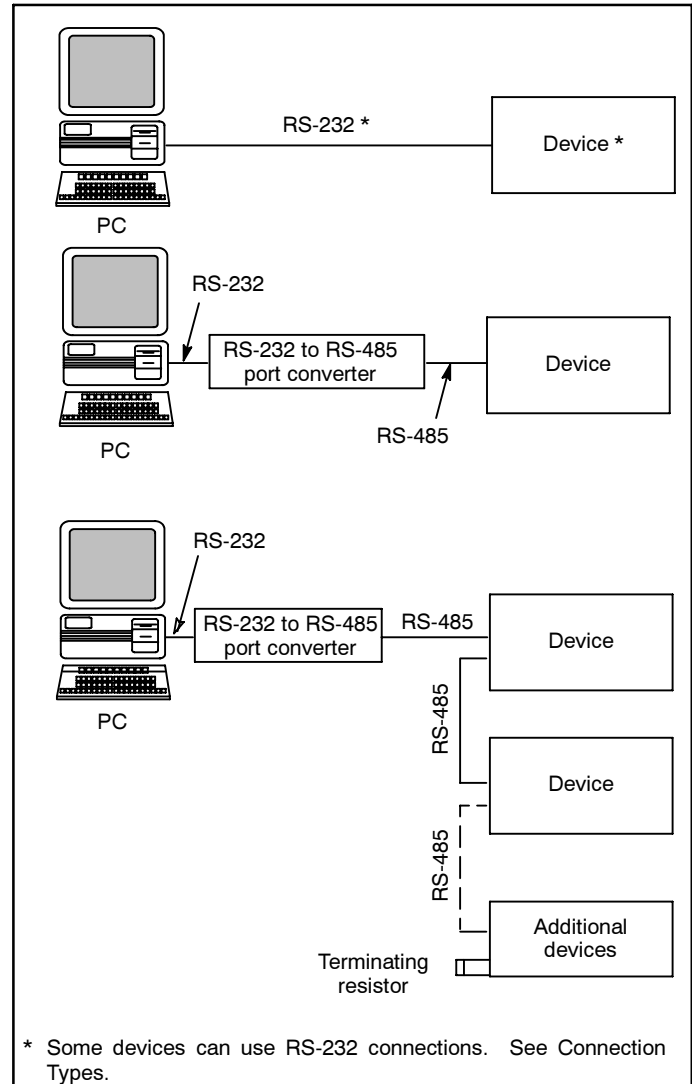 RS-232 *
Device *
PC
RS-232
RS-232 to RS-485
port converter
Device
RS-485
PC
RS-232
RS-232 to RS-485
port converter
RS-485
Device
PC
RS-485
Device
RS-485
Additional
devices
Terminating
resistor
* Some devices can use RS-232 connections. See Connection
Types.